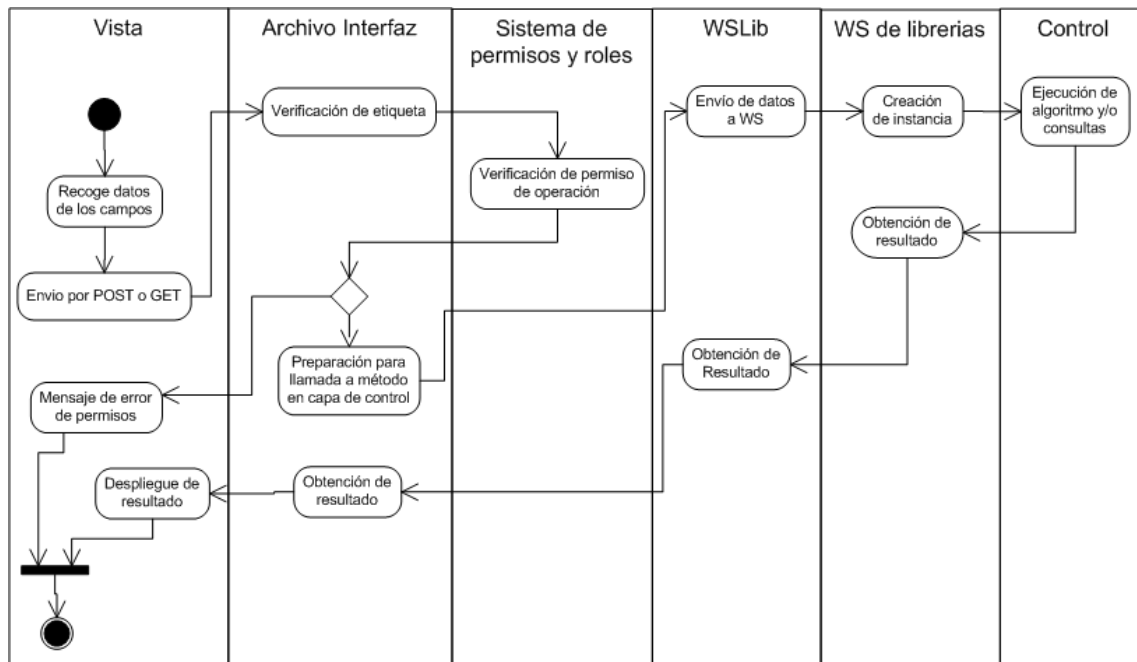 Vista
Archivo Interfaz
Sistema de
permisos y roles
WSLib
WS de librerias
Control
Recoge datos
de los campos
Envio por POST o GET
Verificación de etiqueta
Verificación de permiso
de operación
Preparación para
llamada a método
en capa de control
Envío de datos
a WS
Creación
de instancia
Ejecución de
algoritmo y/o
consultas
Obtención de
resultado
Obtención de
Resultado
Mensaje de error
de permisos
Obtención de
resultado
Despliegue de
resultado